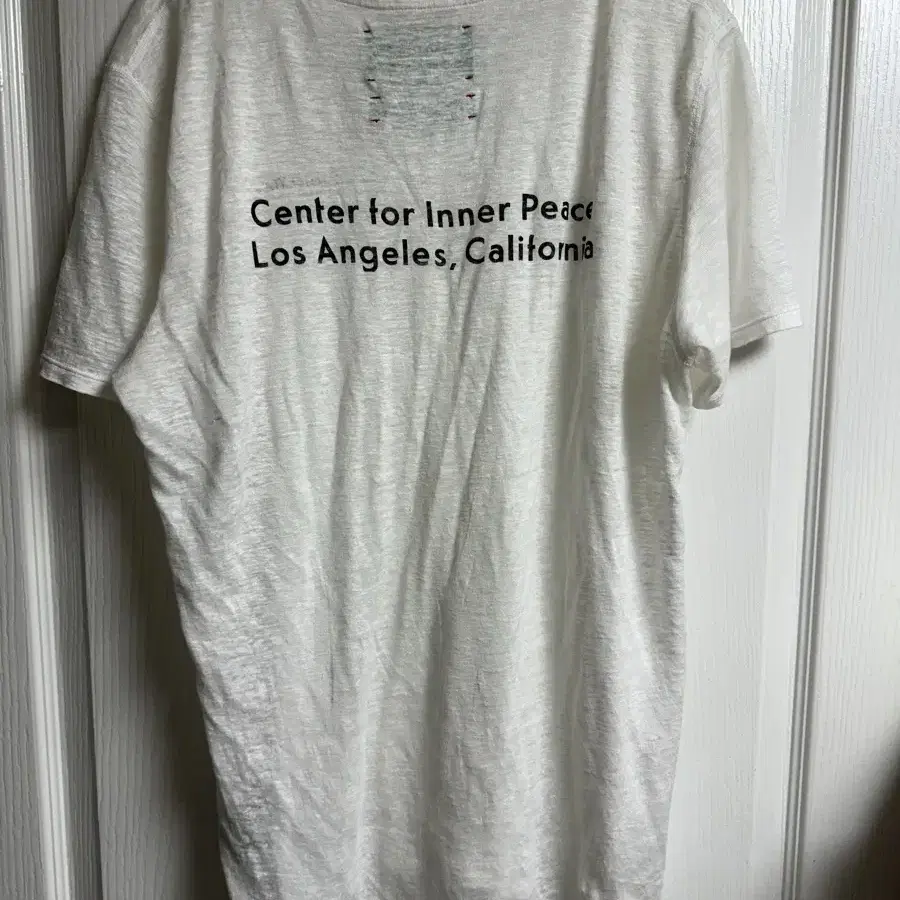 Center for Inner Peace
Los Angeles, California